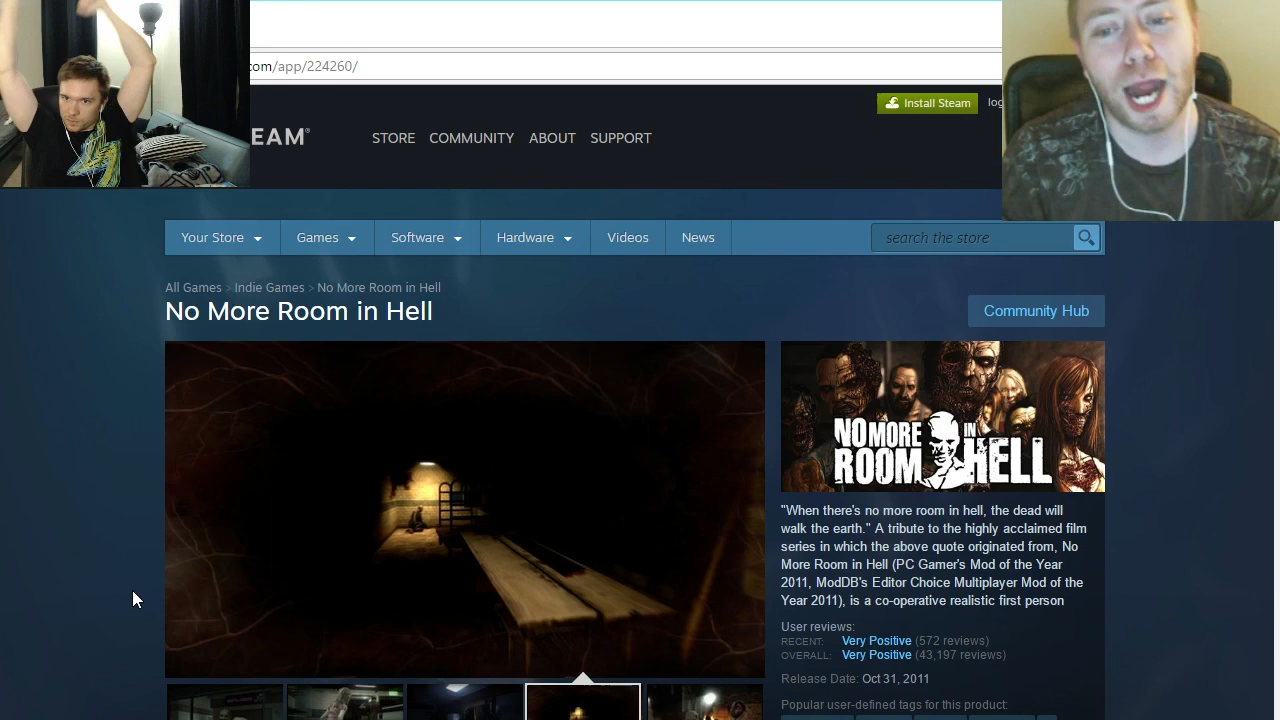 com/app/224260/
Install Steam
log
EAM®
STORE COMMUNITY ABOUT SUPPORT
Your Store Games Software Hardware Videos News
search the store
All Games > Indie Games > No More Room in Hell
No More Room in Hell
Community Hub
NO MORE
ROOM
IN
HELL
"When there's no more room in hell, the dead will
walk the earth." A tribute to the highly acclaimed film
series in which the above quote originated from, No
More Room in Hell (PC Gamer's Mod of the Year
2011, ModDB's Editor Choice Multiplayer Mod of the
Year 2011), is a co-operative realistic first person
User reviews:
RECENT: Very Positive (572 reviews)
OVERALL: Very Positive (43,197 reviews)
Release Date: Oct 31, 2011
Popular user-defined tags for this product: